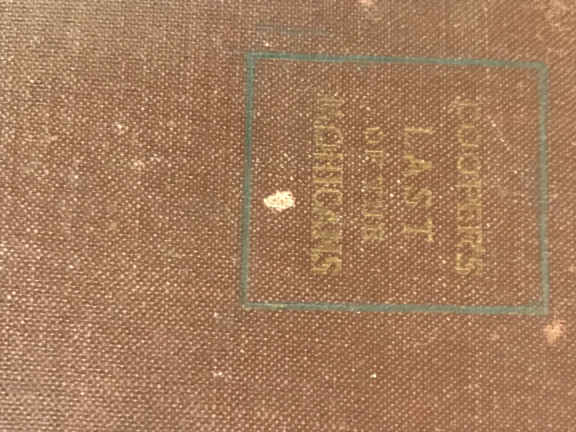 COOPER'S
LAST
OF THE
MOHICANS